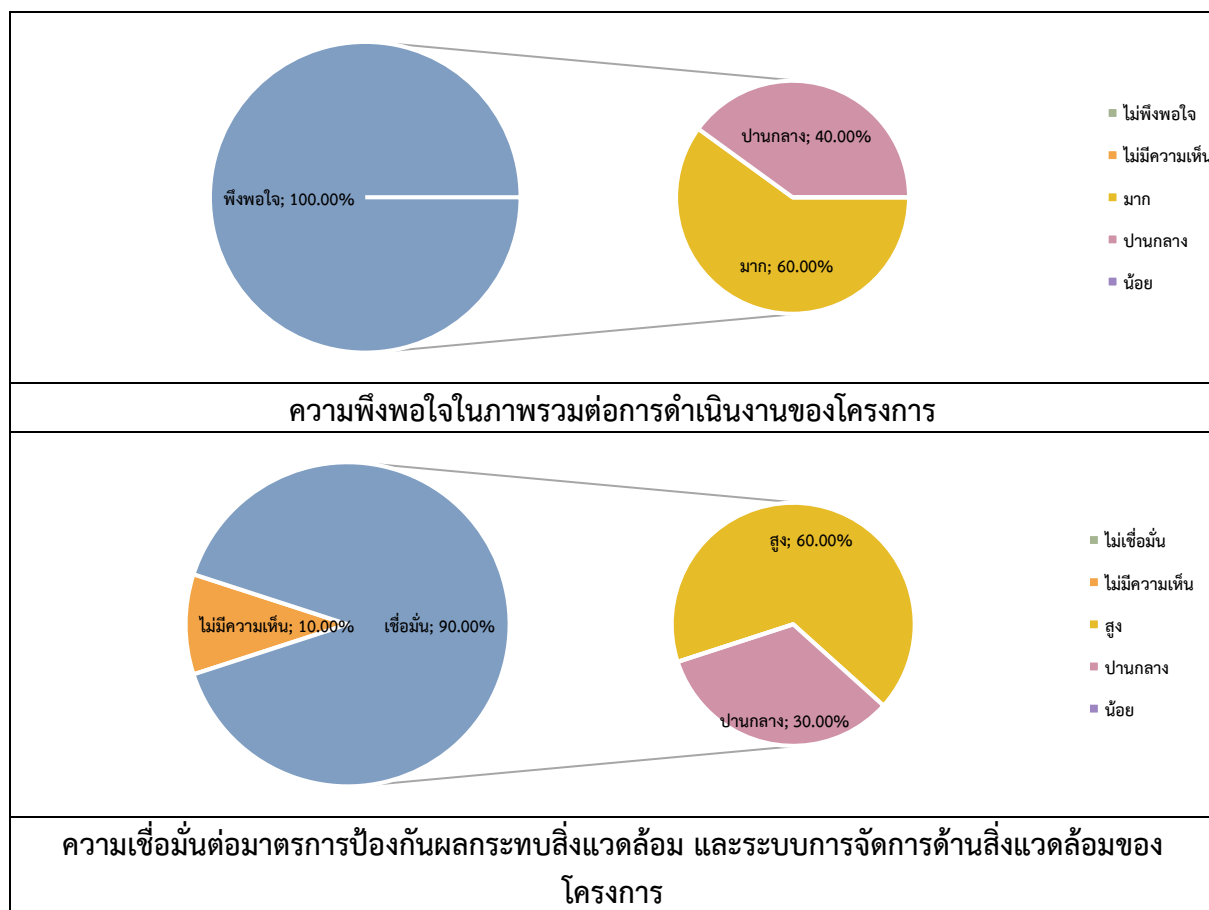 พึงพอใจ; 100.00%
ปานกลาง; 40.00%
มาก; 60.00%
ไม่พึงพอใจ
ไม่มีความเห็น
มาก
ปานกลาง
น้อย
ความพึงพอใจในภาพรวมต่อการดำเนินงานของโครงการ
ไม่มีความเห็น; 10.00%
เชื่อมั่น; 90.00%
สูง; 60.00%
ปานกลาง; 30.00%
ไม่เชื่อมั่น
ไม่มีความเห็น
สูง
ปานกลาง
น้อย
ความเชื่อมั่นต่อมาตรการป้องกันผลกระทบสิ่งแวดล้อม และระบบการจัดการด้านสิ่งแวดล้อมของ
โครงการ